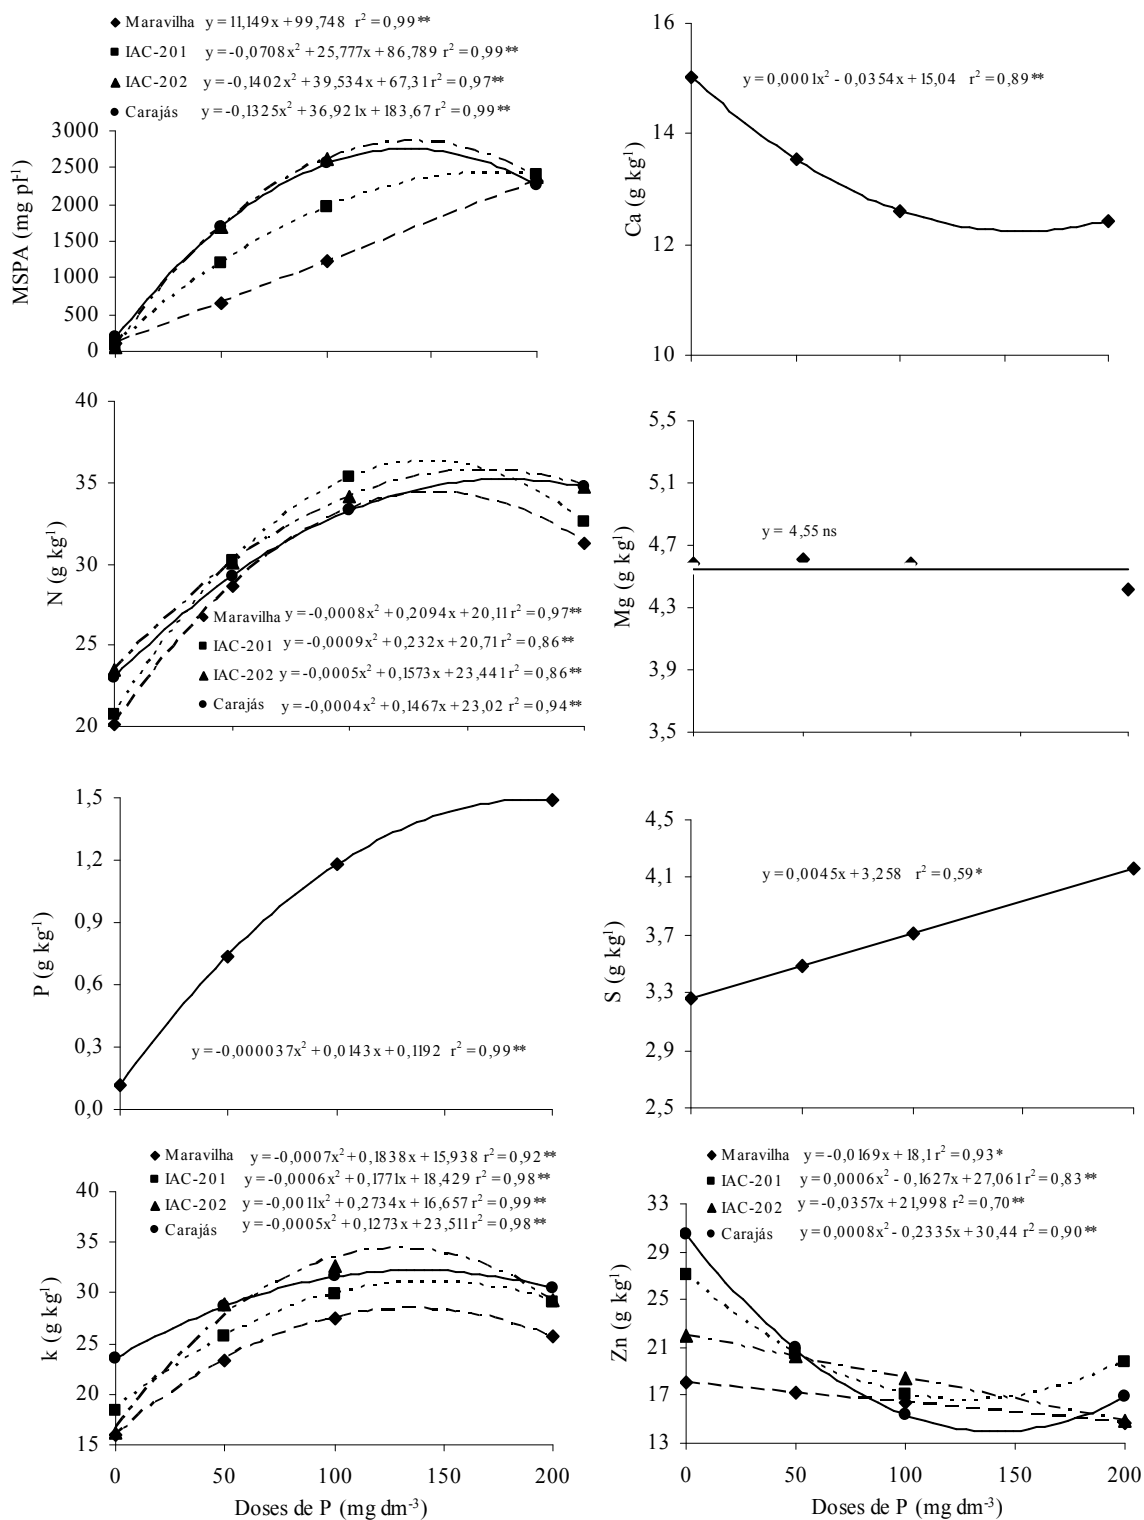 Maravilha y = 11,149x + 99,748 r² = 0,99**
IAC-201 y = -0,0708x² + 25,777x + 86,789 r² = 0,99**
IAC-202 y = -0,1402x² + 39,534x + 67,31 r² = 0,97**
Carajás y = -0,1325x² + 36,921x + 183,67 r² = 0,99**
MSPA (mg pl⁻¹)
3000
2500
2000
1500
1000
500
0
Ca (g kg⁻¹)
16
14
12
10
y = 0,0001x² - 0,0354x + 15,04 r² = 0,89**
N (g kg⁻¹)
40
35
30
25
20
Maravilha y = -0,0008x² + 0,2094x + 20,11 r² = 0,97**
IAC-201 y = -0,0009x² + 0,232x + 20,71 r² = 0,86**
IAC-202 y = -0,0005x² + 0,1573x + 23,441 r² = 0,86**
Carajás y = -0,0004x² + 0,1467x + 23,02 r² = 0,94**
Mg (g kg⁻¹)
5,5
5,1
4,7
4,3
3,9
3,5
y = 4,55 ns
P (g kg⁻¹)
1,5
1,2
0,9
0,6
0,3
0,0
y = -0,000037x² + 0,0143x + 0,1192 r² = 0,99**
S (g kg¹)
4,5
4,1
3,7
3,3
2,9
2,5
y = 0,0045x + 3,258 r² = 0,59*
Maravilha y = -0,0007x² + 0,1838x + 15,938 r² = 0,92**
IAC-201 y = -0,0006x² + 0,1771x + 18,429 r² = 0,98**
IAC-202 y = -0,0011x² + 0,2734x + 16,657 r² = 0,99**
Carajás y = -0,0005x² + 0,1273x + 23,511 r² = 0,98**
k (g kg¹)
40
35
30
25
20
15
0 50 100 150 200
Doses de P (mg dm⁻³)
Maravilha y = -0,0169x + 18,1 r² = 0,93*
IAC-201 y = 0,0006x² - 0,1627x + 27,061 r² = 0,83**
IAC-202 y = -0,0357x + 21,998 r² = 0,70**
Carajás y = 0,0008x² - 0,2335x + 30,44 r² = 0,90**
Zn (g kg¹)
33
29
25
21
17
13
0 50 100 150 200
Doses de P (mg dm⁻³)